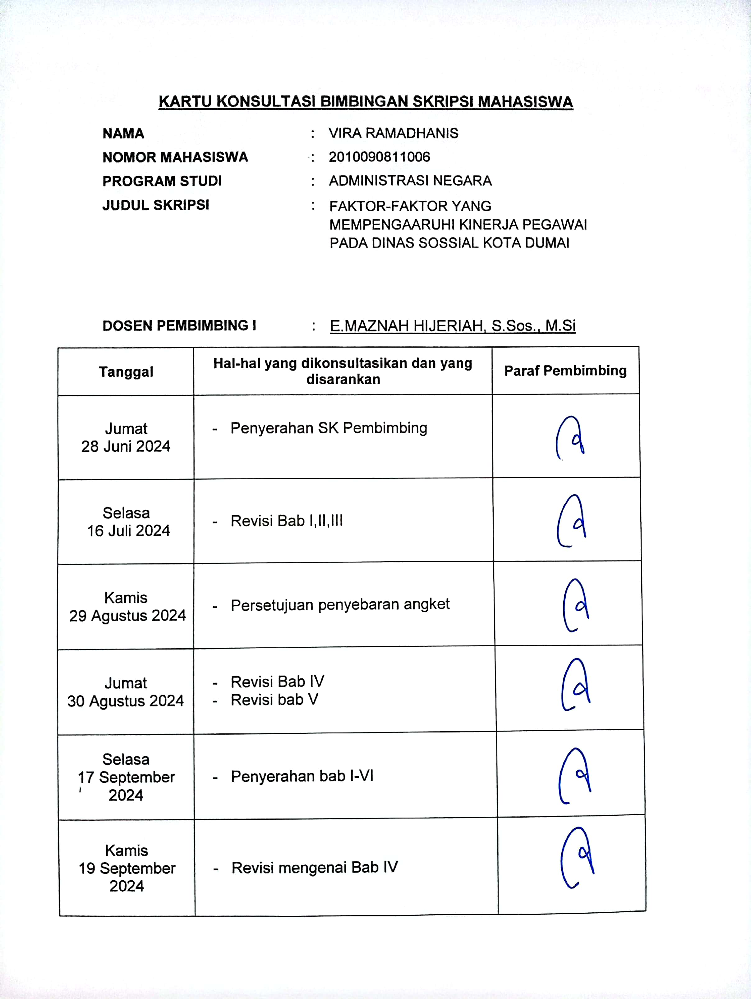 KARTU KONSULTASI BIMBINGAN SKRIPSI MAHASISWA
NAMA : VIRA RAMADHANIS
NOMOR MAHASISWA : 2010090811006
PROGRAM STUDI : ADMINISTRASI NEGARA
JUDUL SKRIPSI : FAKTOR-FAKTOR YANG
MEMPENGAARUHI KINERJA PEGAWAI
PADA DINAS SOSSIAL KOTA DUMAI
DOSEN PEMBIMBING I : E.MAZNAH HIJERIAH, S.Sos., M.Si
Tanggal
Hal-hal yang dikonsultasikan dan yang
disarankan
Paraf Pembimbing
Jumat
28 Juni 2024
- Penyerahan SK Pembimbing
Selasa
16 Juli 2024
- Revisi Bab I,II,III
Kamis
29 Agustus 2024
- Persetujuan penyebaran angket
Jumat
30 Agustus 2024
- Revisi Bab IV
- Revisi bab V
Selasa
17 September
2024
- Penyerahan bab I-VI
Kamis
19 September
2024
- Revisi mengenai Bab IV